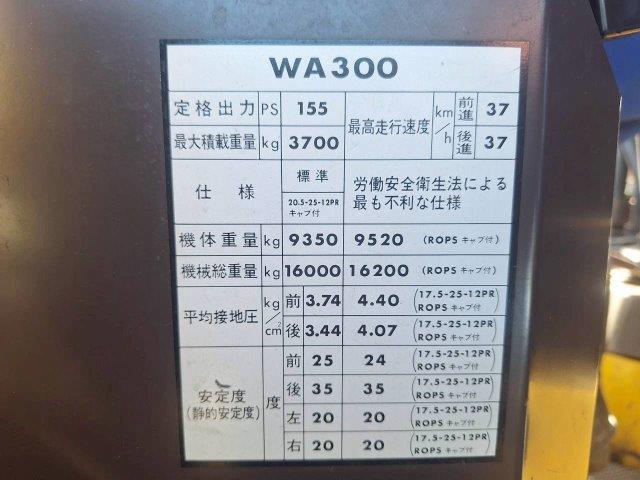 WA300
定格出力 PS 155 最高走行速度 km/h 前進 37
最大積載重量 kg 3700 後進 37
仕様 標準 20.5-25-12PR キャブ付 労働安全衛生法による 最も不利な仕様
機体重量 kg 9350 9520 (ROPS キャブ付)
機械総重量 kg 16000 16200 (ROPS キャブ付)
平均接地圧 kg/cm² 前 3.74 4.40 (17.5-25-12PR ROPS キャブ付)
後 3.44 4.07 (17.5-25-12PR ROPS キャブ付)
安定度 (静的安定度) 度 前 25 24 (17.5-25-12PR ROPS キャブ付)
後 35 35 (17.5-25-12PR ROPS キャブ付)
左 20 20 (17.5-25-12PR ROPS キャブ付)
右 20 20 (17.5-25-12PR ROPS キャブ付)